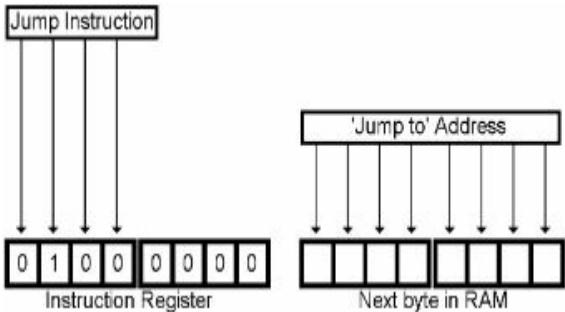 Jump Instruction
'Jump to' Address
0 1 0 0 0 0 0 0
Instruction Register
Next byte in RAM